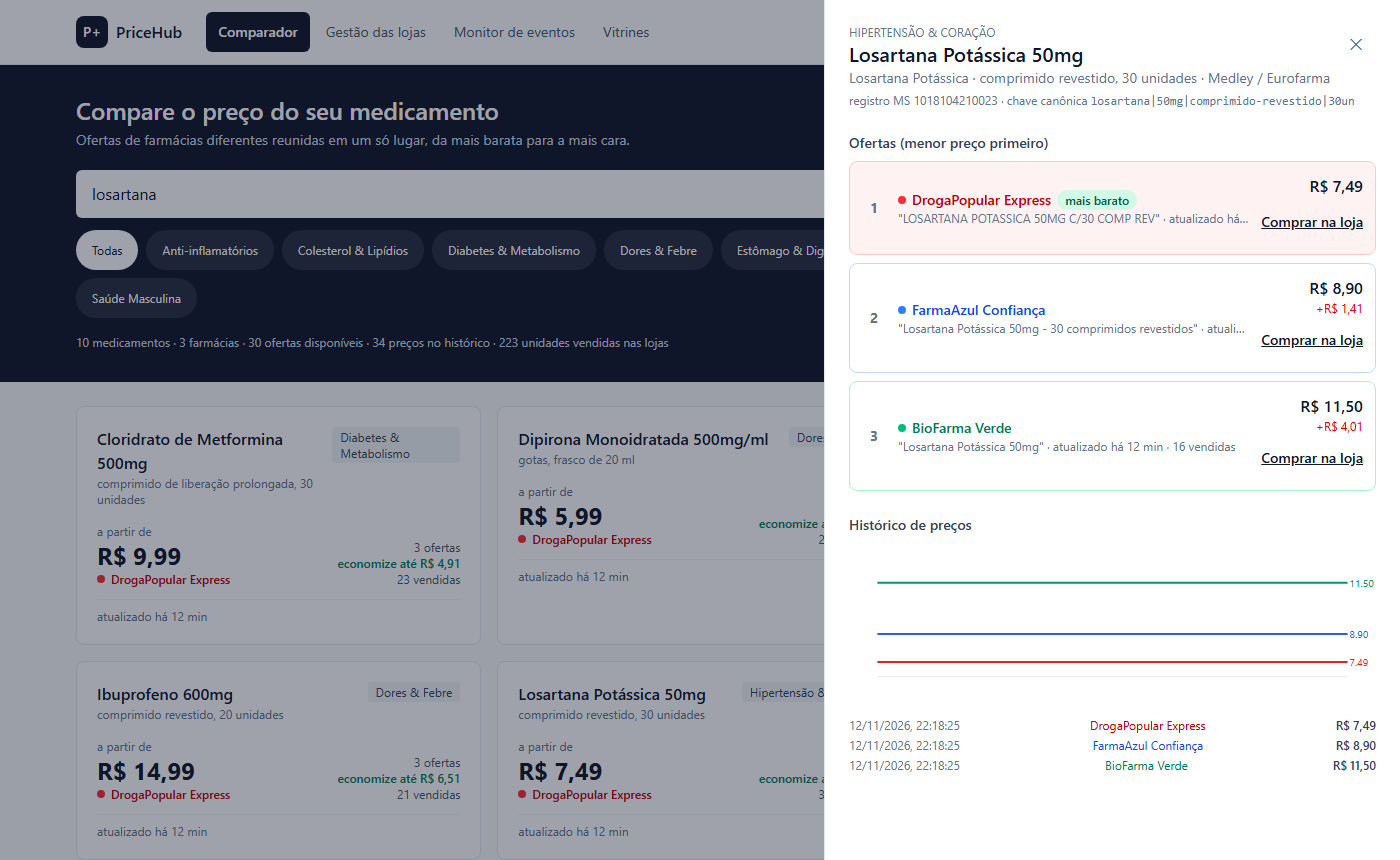 P+ PriceHub Comparador Gestão das lojas Monitor de eventos Vitrines
Compare o preço do seu medicamento
Ofertas de farmácias diferentes reunidas em um só lugar, da mais barata para a mais cara.
losartana
Todas Anti-inflamatórios Colesterol & Lipídios Diabetes & Metabolismo Dores & Febre Estômago & Dig
Saúde Masculina
10 medicamentos · 3 farmácias · 30 ofertas disponíveis · 34 preços no histórico · 223 unidades vendidas nas lojas
Cloridrato de Metformina
500mg
Diabetes &
Metabolismo
comprimido de liberação prolongada, 30
unidades
a partir de
R$ 9,99
DrogaPopular Express
3 ofertas
economize até R$ 4,91
23 vendidas
atualizado há 12 min
Dipirona Monoidratada 500mg/ml
Dores
gotas, frasco de 20 ml
a partir de
R$ 5,99
economize a
DrogaPopular Express
2
atualizado há 12 min
Ibuprofeno 600mg
Dores & Febre
comprimido revestido, 20 unidades
a partir de
R$ 14,99
DrogaPopular Express
3 ofertas
economize até R$ 6,51
21 vendidas
atualizado há 12 min
Losartana Potássica 50mg
Hipertensão &
comprimido revestido, 30 unidades
a partir de
R$ 7,49
economize a
DrogaPopular Express
3
atualizado há 12 min
HIPERTENSÃO & CORAÇÃO
Losartana Potássica 50mg
Losartana Potássica · comprimido revestido, 30 unidades · Medley / Eurofarma
registro MS 1018104210023 · chave canônica losartana|50mg|comprimido-revestido|30un
Ofertas (menor preço primeiro)
1
DrogaPopular Express mais barato
"LOSARTANA POTASSICA 50MG C/30 COMP REV" · atualizado há...
R$ 7,49
Comprar na loja
2
FarmaAzul Confiança
"Losartana Potássica 50mg - 30 comprimidos revestidos" · atuali...
R$ 8,90
+R$ 1,41
Comprar na loja
3
BioFarma Verde
"Losartana Potássica 50mg" · atualizado há 12 min · 16 vendidas
R$ 11,50
+R$ 4,01
Comprar na loja
Histórico de preços
11.50
8.90
7.49
12/11/2026, 22:18:25 DrogaPopular Express R$ 7,49
12/11/2026, 22:18:25 FarmaAzul Confiança R$ 8,90
12/11/2026, 22:18:25 BioFarma Verde R$ 11,50